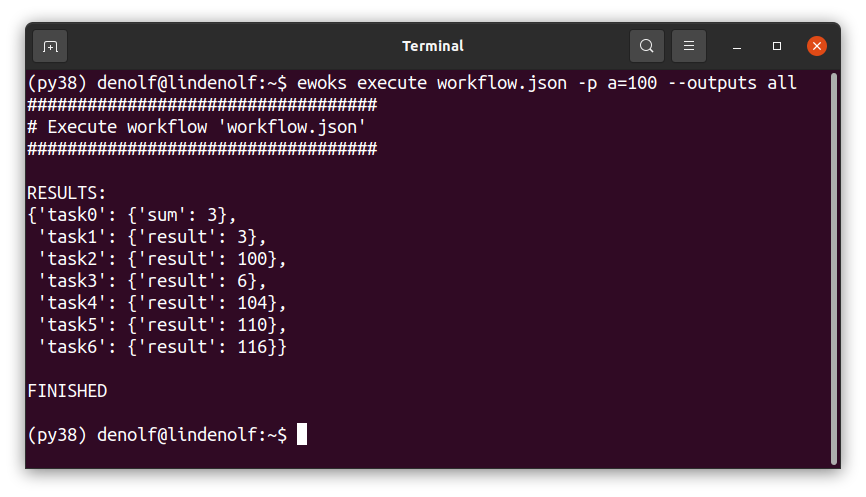 Terminal
(py38) denolf@lindenolf:~$ ewoks execute workflow.json -p a=100 --outputs all
###################################
# Execute workflow 'workflow.json'
###################################
RESULTS:
{'task0': {'sum': 3},
 'task1': {'result': 3},
 'task2': {'result': 100},
 'task3': {'result': 6},
 'task4': {'result': 104},
 'task5': {'result': 110},
 'task6': {'result': 116}}
FINISHED
(py38) denolf@lindenolf:~$